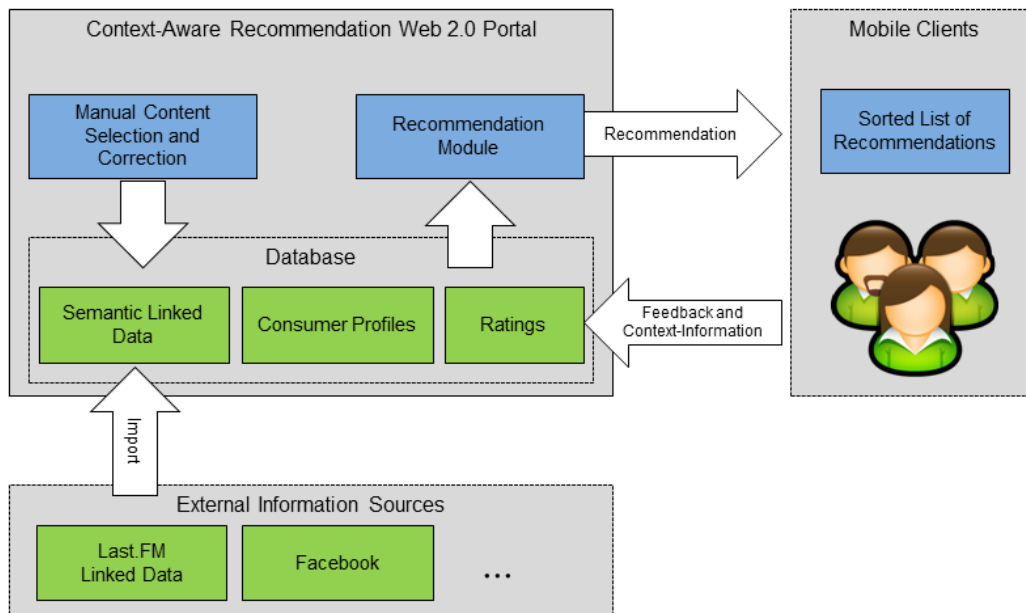 Context-Aware Recommendation Web 2.0 Portal
Manual Content
Selection and
Correction
Recommendation
Module
Recommendation
Mobile Clients
Sorted List of
Recommendations
Database
Semantic Linked
Data
Consumer Profiles
Ratings
Feedback and
Context-Information
Import
External Information Sources
Last.FM
Linked Data
Facebook
...